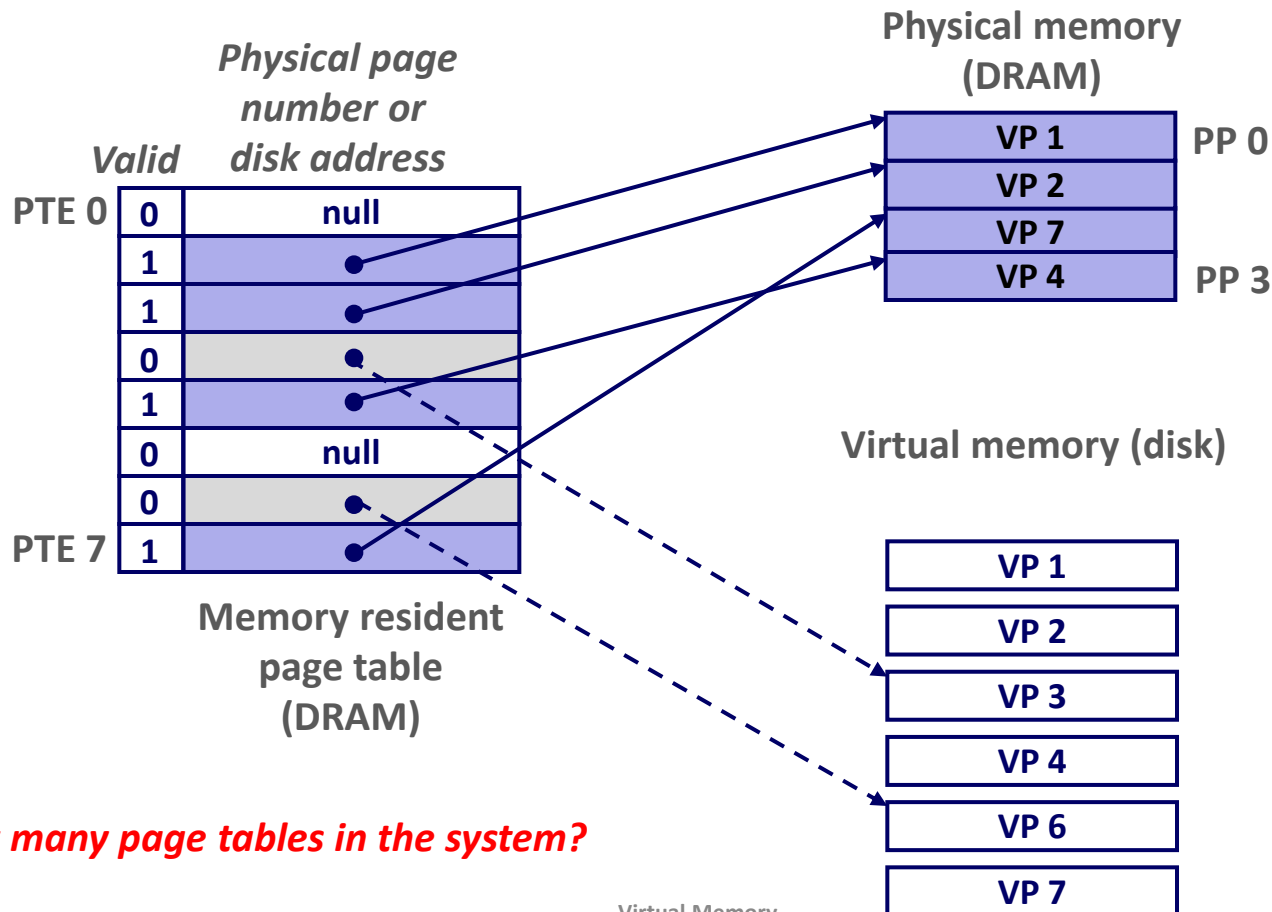 Physical memory
(DRAM)
Physical page
number or
disk address
Valid
PTE 0
0
null
1
1
0
1
0
null
0
PTE 7
1
Memory resident
page table
(DRAM)
VP 1
PP 0
VP 2
VP 7
VP 4
PP 3
Virtual memory (disk)
VP 1
VP 2
VP 3
VP 4
VP 6
VP 7
many page tables in the system?
Virtual Memory